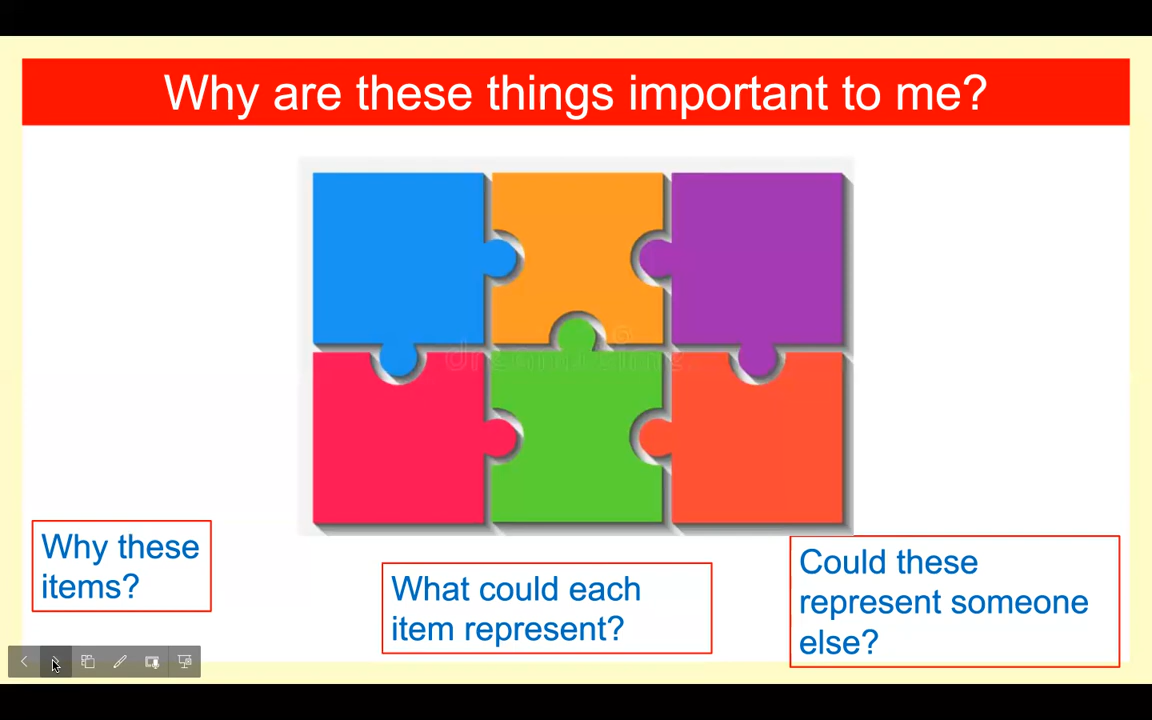 Why are these things important to me?
Why these
items?
What could each
item represent?
Could these
represent someone
else?